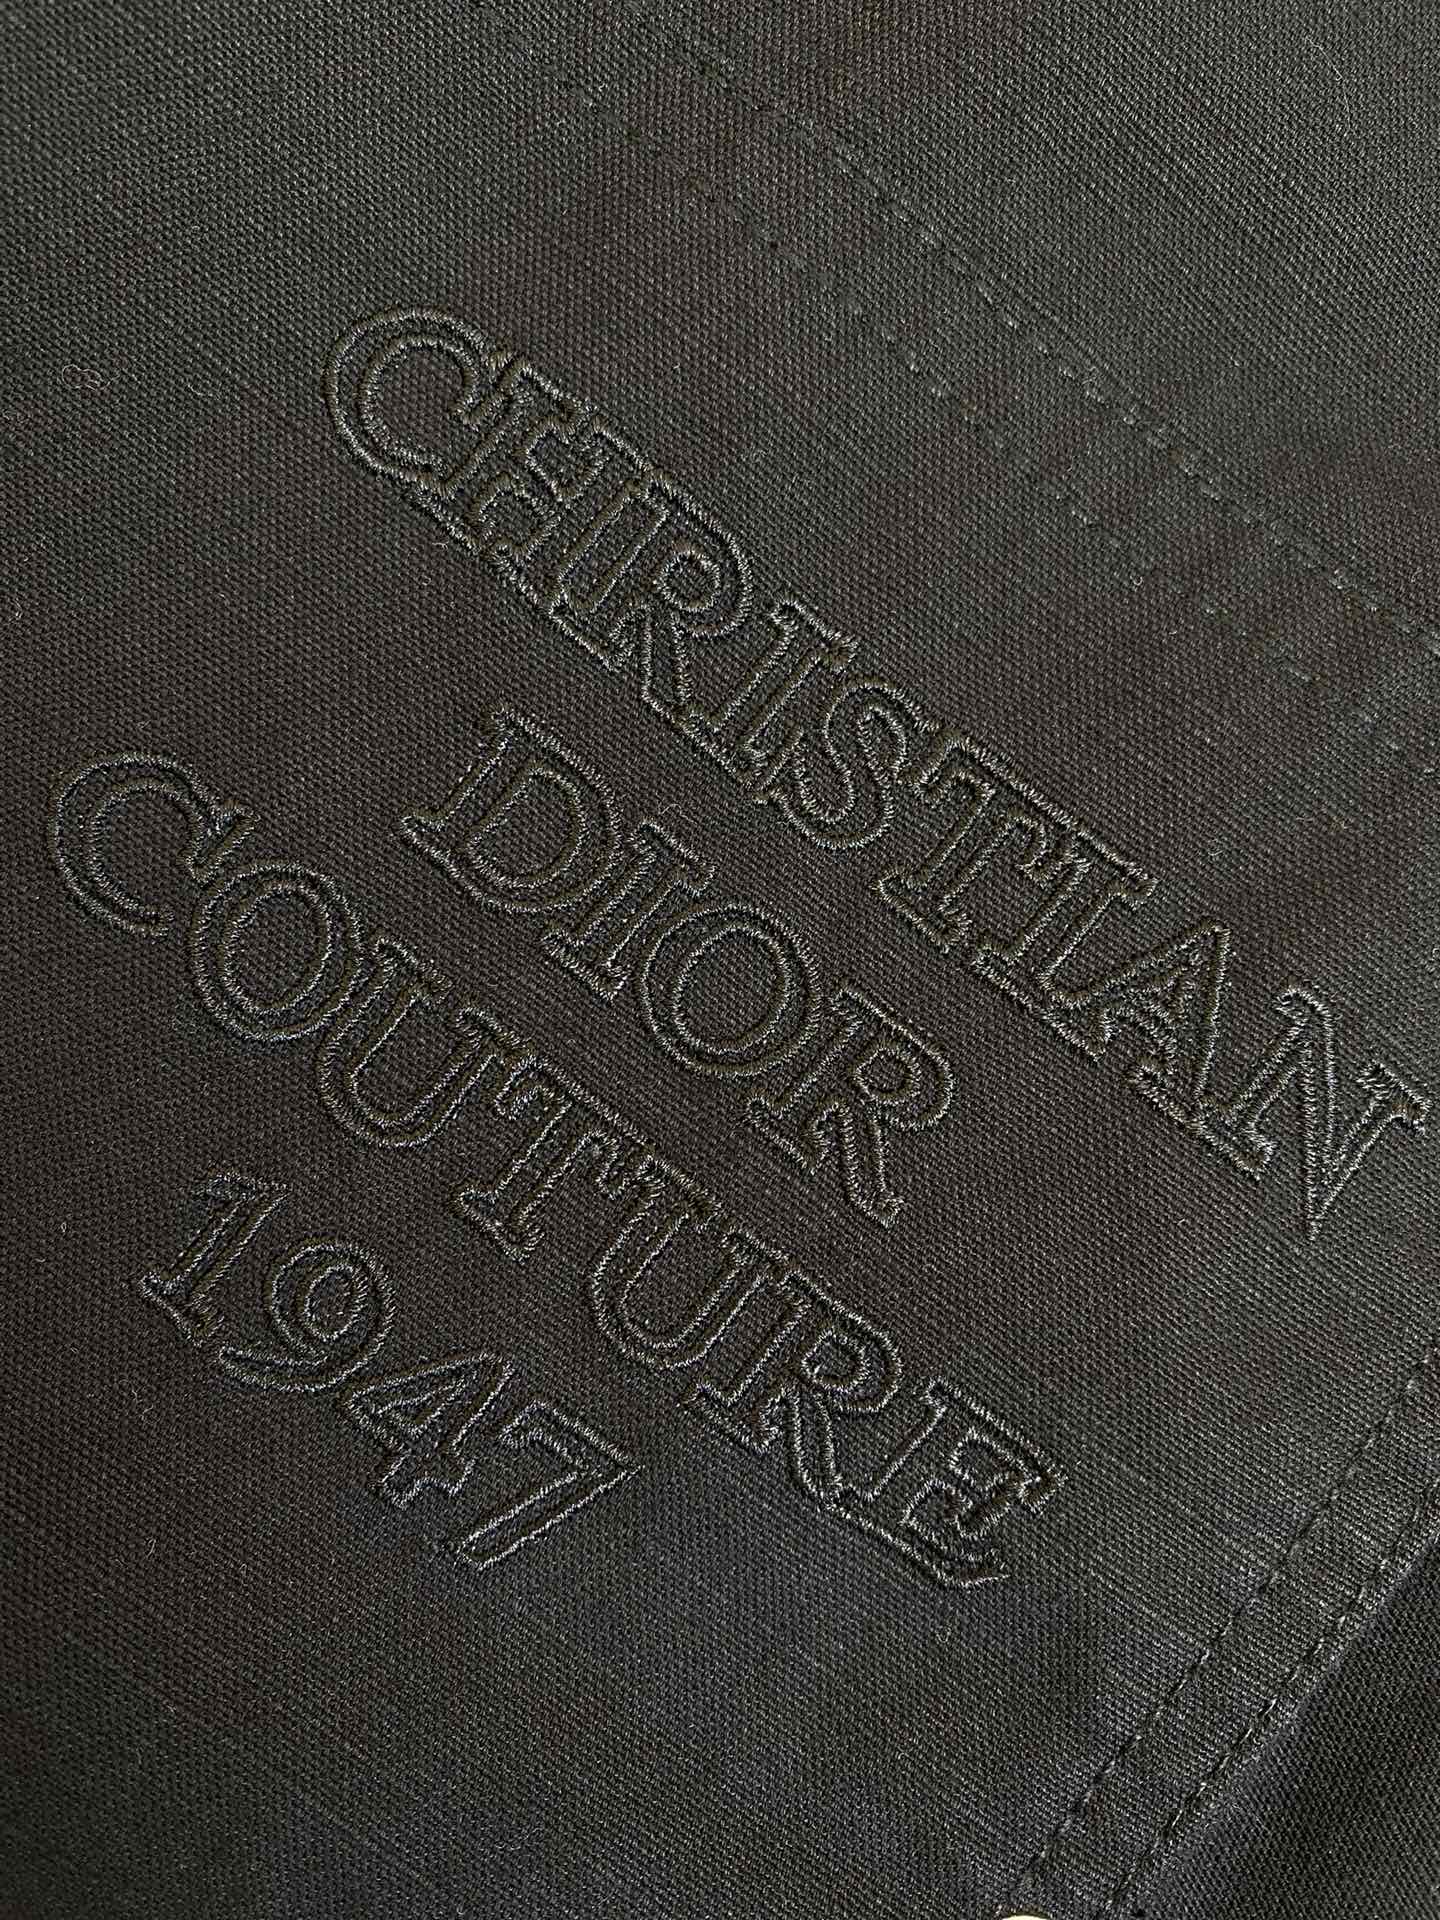 CHRISTIAN
DIOR
COUTURE
1947